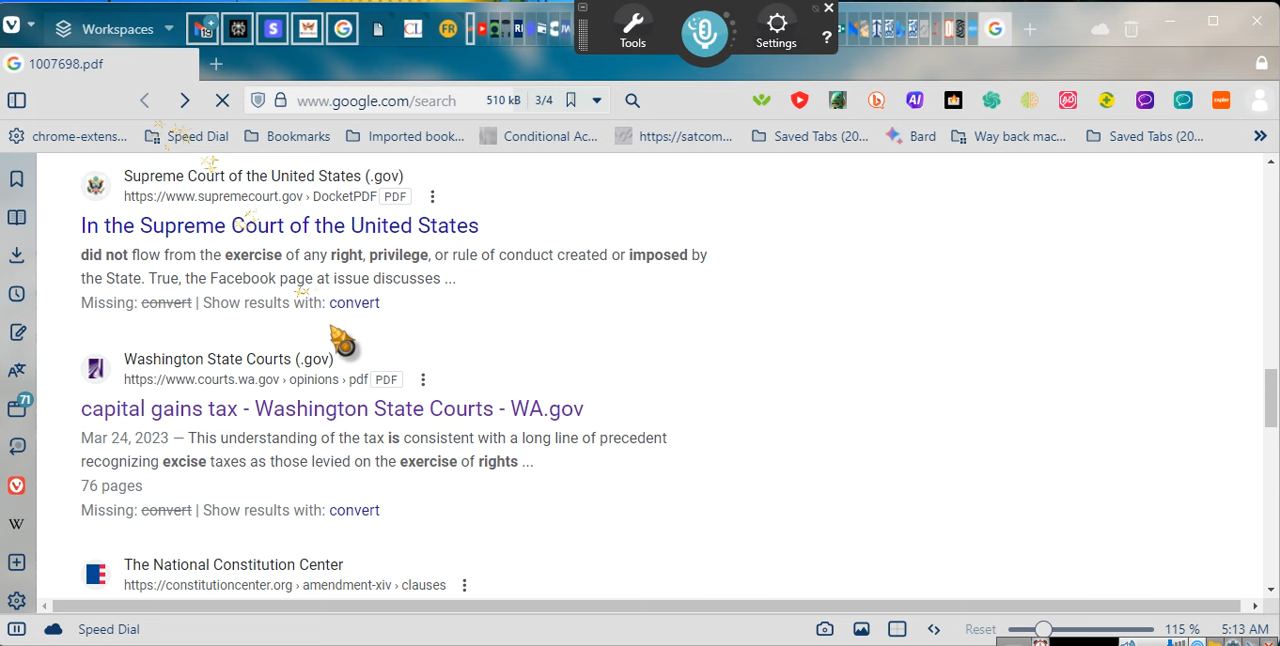 Workspaces
19
S
CL
FR
Tools
Settings
?
1007698.pdf
www.google.com/search
510 kB
3/4
AI
chrome-extens...
Speed Dial
Bookmarks
Imported book...
Conditional Ac...
https://satcom...
Saved Tabs (20...
Bard
Way back mac...
Saved Tabs (20...
Supreme Court of the United States (.gov)
https://www.supremecourt.gov › DocketPDF PDF
In the Supreme Court of the United States
did not flow from the exercise of any right, privilege, or rule of conduct created or imposed by
the State. True, the Facebook page at issue discusses ...
Missing: convert | Show results with: convert
Washington State Courts (.gov)
https://www.courts.wa.gov › opinions › pdf PDF
capital gains tax - Washington State Courts - WA.gov
Mar 24, 2023 — This understanding of the tax is consistent with a long line of precedent
recognizing excise taxes as those levied on the exercise of rights ...
76 pages
Missing: convert | Show results with: convert
The National Constitution Center
https://constitutioncenter.org › amendment-xiv › clauses
71
W
Speed Dial
Reset
115 %
5:13 AM